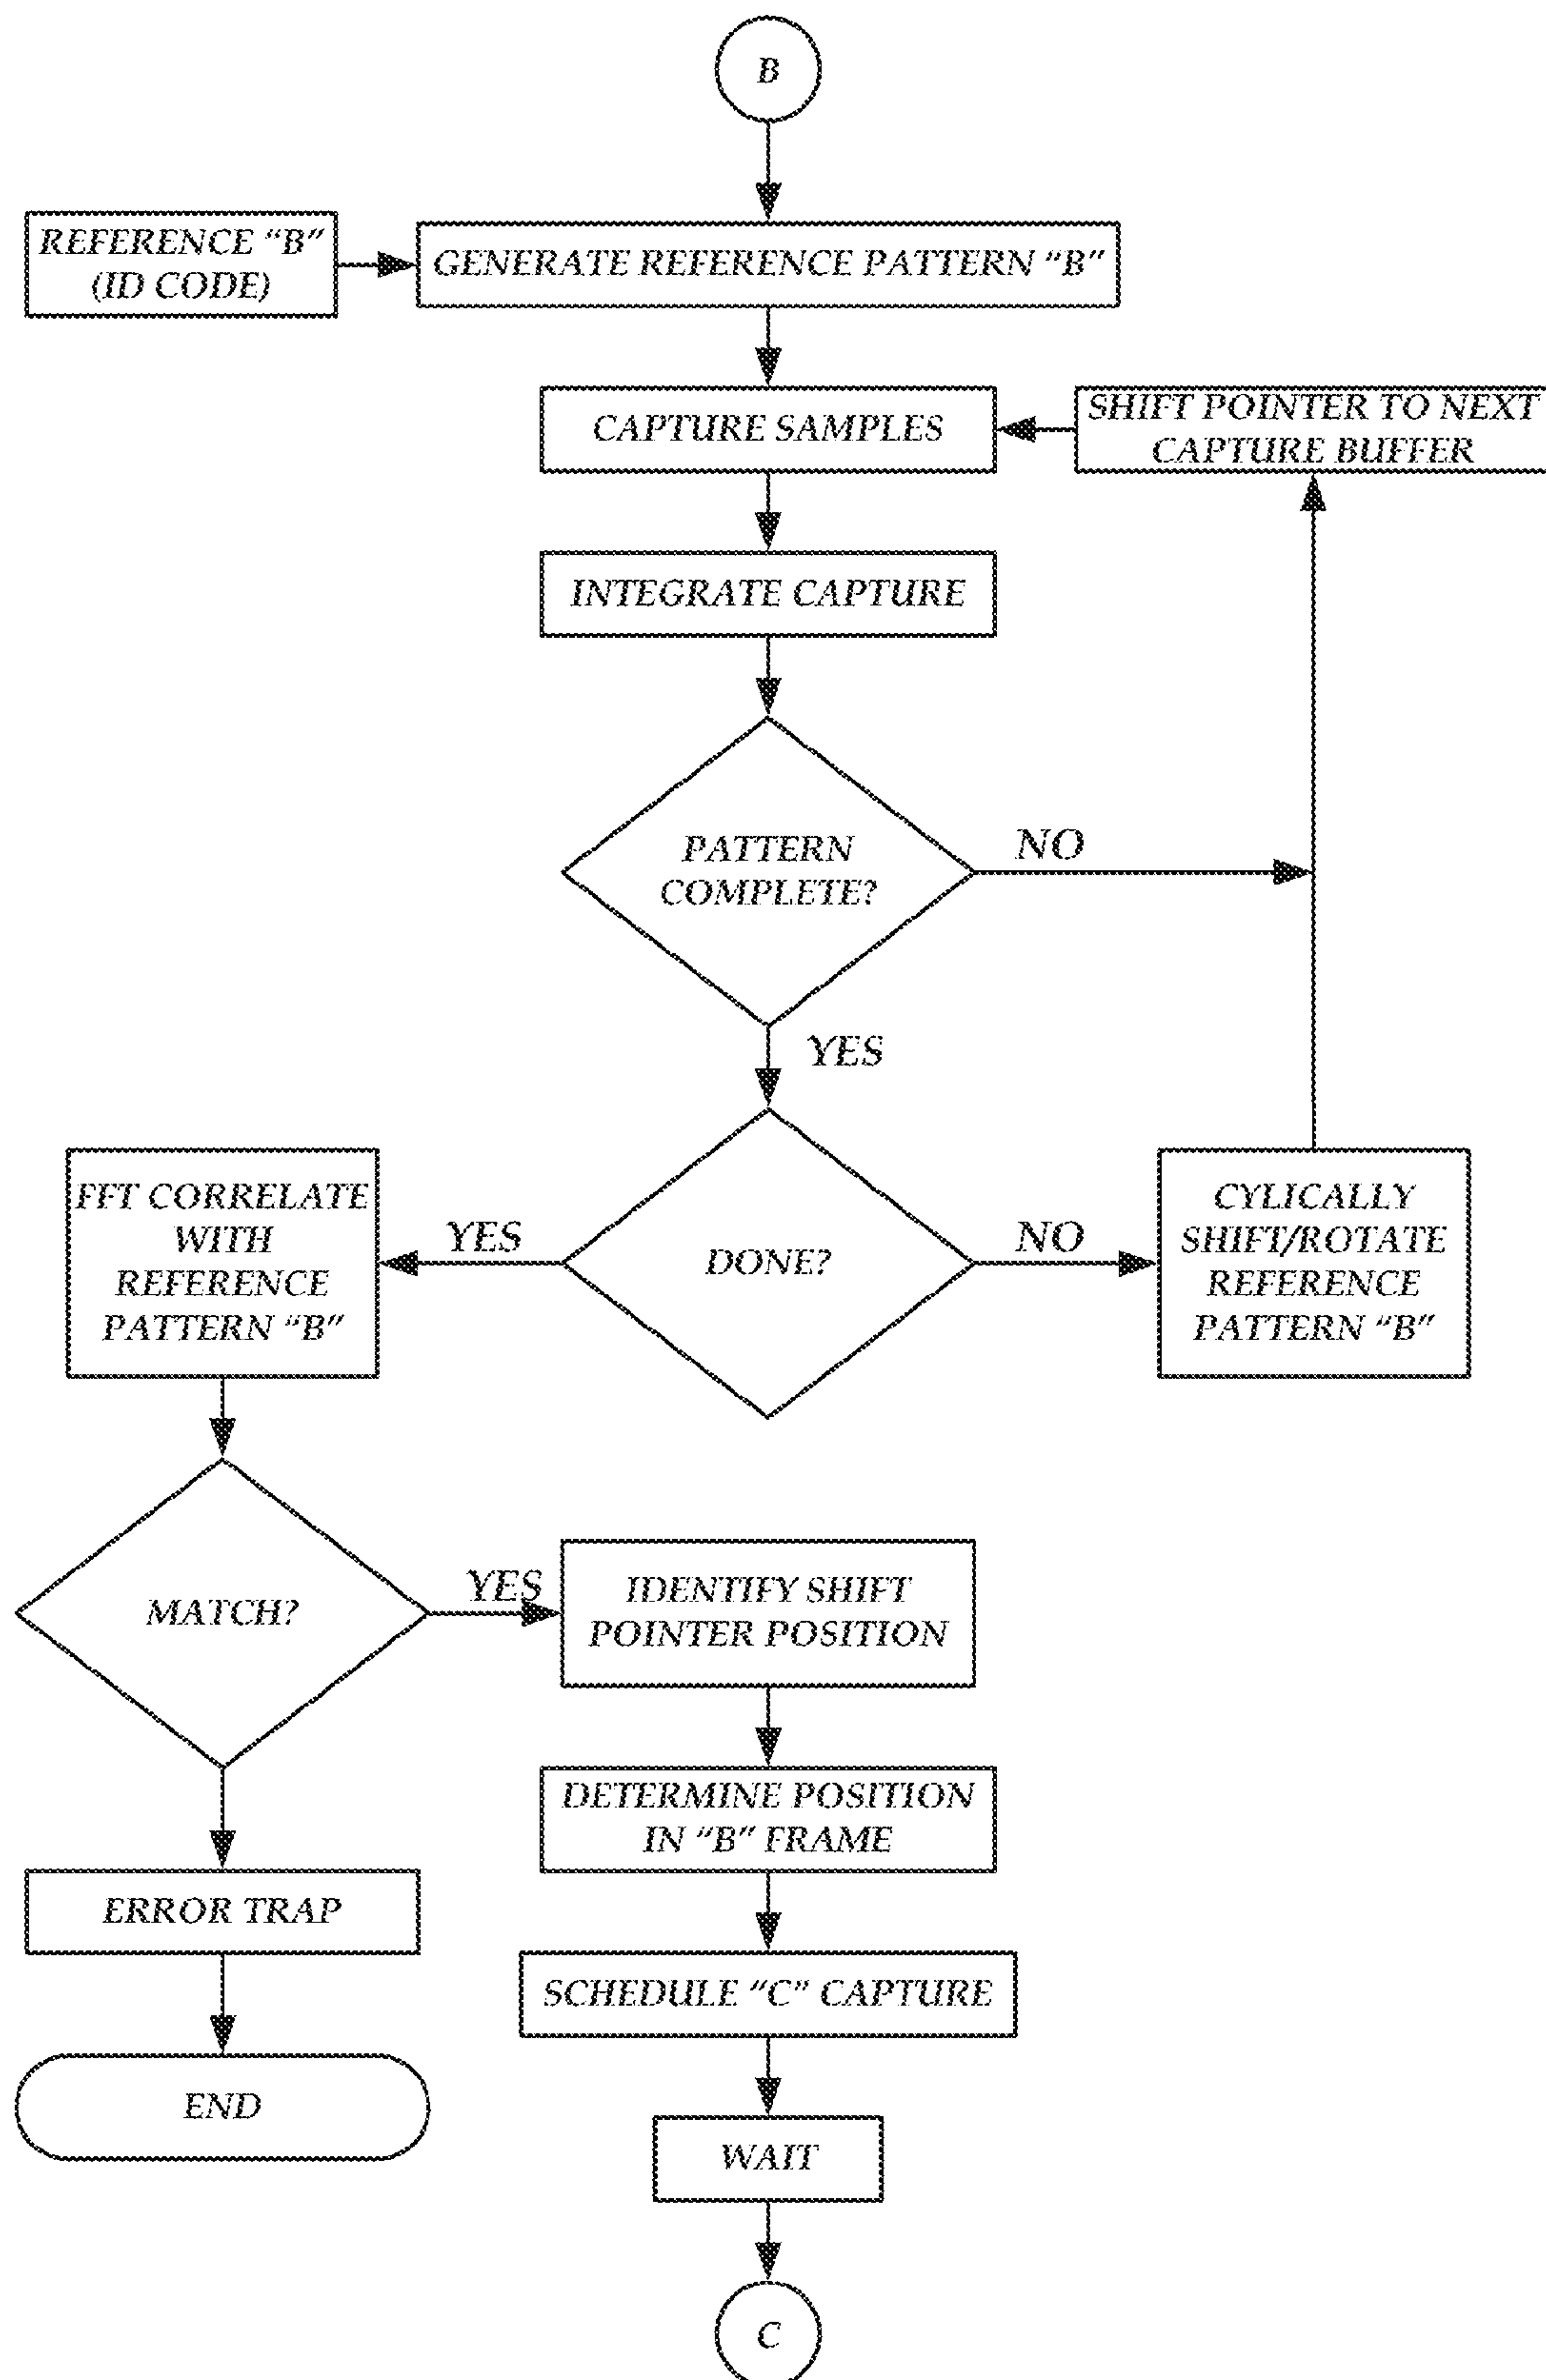 B
REFERENCE “B”
(ID CODE)
GENERATE REFERENCE PATTERN “B”
CAPTURE SAMPLES
SHIFT POINTER TO NEXT
CAPTURE BUFFER
INTEGRATE CAPTURE
PATTERN
COMPLETE?
NO
YES
FFT CORRELATE
WITH
REFERENCE
PATTERN “B”
YES
DONE?
NO
CYLICALLY
SHIFT/ROTATE
REFERENCE
PATTERN “B”
MATCH?
YES
IDENTIFY SHIFT
POINTER POSITION
DETERMINE POSITION
IN “B” FRAME
ERROR TRAP
SCHEDULE “C” CAPTURE
END
WAIT
C